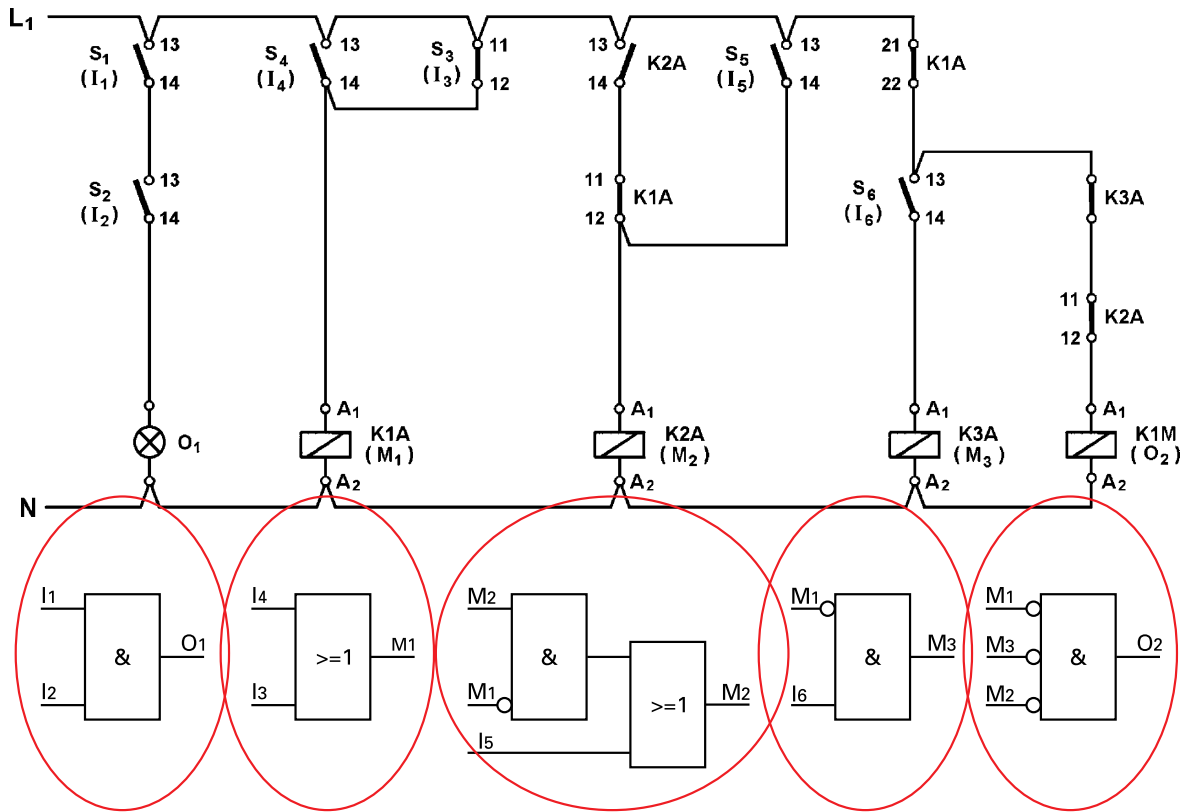 L1
S1
(I1)
13
14
S2
(I2)
13
14
O1
S4
(I4)
13
14
K1A
(M1)
A1
A2
S3
(I3)
11
12
13
14
K2A
11
12
K1A
K2A
(M2)
A1
A2
S5
(I5)
13
14
21
22
K1A
S6
(I6)
13
14
K3A
(M3)
A1
A2
K3A
11
12
K2A
K1M
(O2)
A1
A2
N
I1
I2
&
O1
I4
I3
>=1
M1
M2
M1
&
I5
>=1
M2
M1
I6
&
M3
M1
M3
M2
&
O2